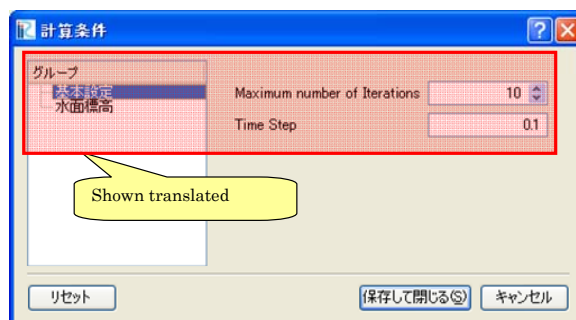 計算条件
グループ
基本設定
水面標高
Maximum number of Iterations 10
Time Step 0.1
Shown translated
リセット
保存して閉じる(S)
キャンセル